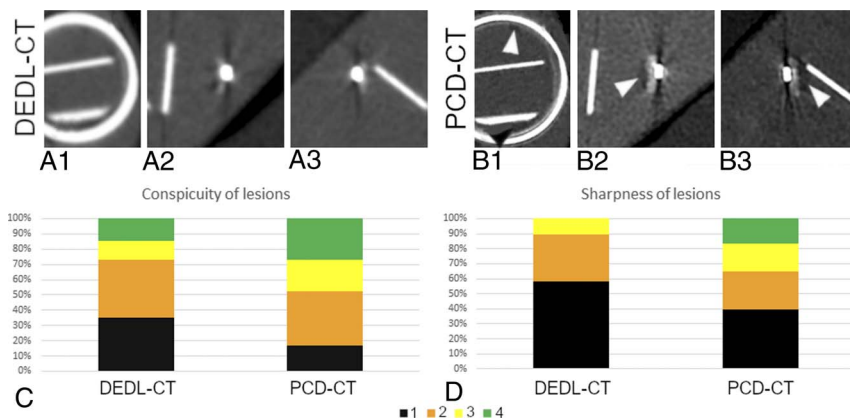 DEDL-CT
A1
A2
A3
PCD-CT
B1
B2
B3
Conspicuity of lesions
100%
90%
80%
70%
60%
50%
40%
30%
20%
10%
0%
DEDL-CT
PCD-CT
C
Sharpness of lesions
100%
90%
80%
70%
60%
50%
40%
30%
20%
10%
0%
DEDL-CT
PCD-CT
D
1 2 3 4